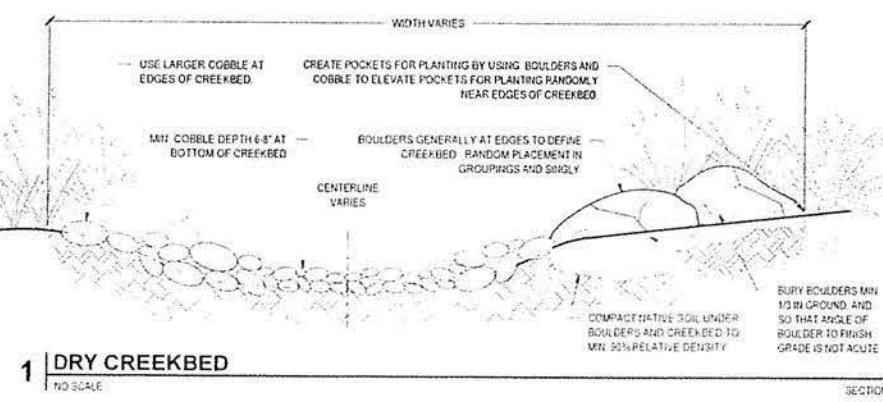 WIDTH VARIES
USE LARGER COBBLE AT
EDGES OF CREEKBED.
CREATE POCKETS FOR PLANTING BY USING BOULDERS AND
COBBLE TO ELEVATE POCKETS FOR PLANTING RANDOMLY
NEAR EDGES OF CREEKBED.
MIN. COBBLE DEPTH 6-8" AT
BOTTOM OF CREEKBED
BOULDERS GENERALLY AT EDGES TO DEFINE
CREEKBED. RANDOM PLACEMENT IN
GROUPINGS AND SINGLY.
CENTERLINE
VARIES
COMPACT NATIVE SOIL UNDER
BOULDERS AND CREEKBED TO
MIN. 90% RELATIVE DENSITY
BURY BOULDERS MIN
1/3 IN GROUND, AND
SO THAT ANGLE OF
BOULDER TO FINISH
GRADE IS NOT ACUTE
1 DRY CREEKBED
NO SCALE
SECTION